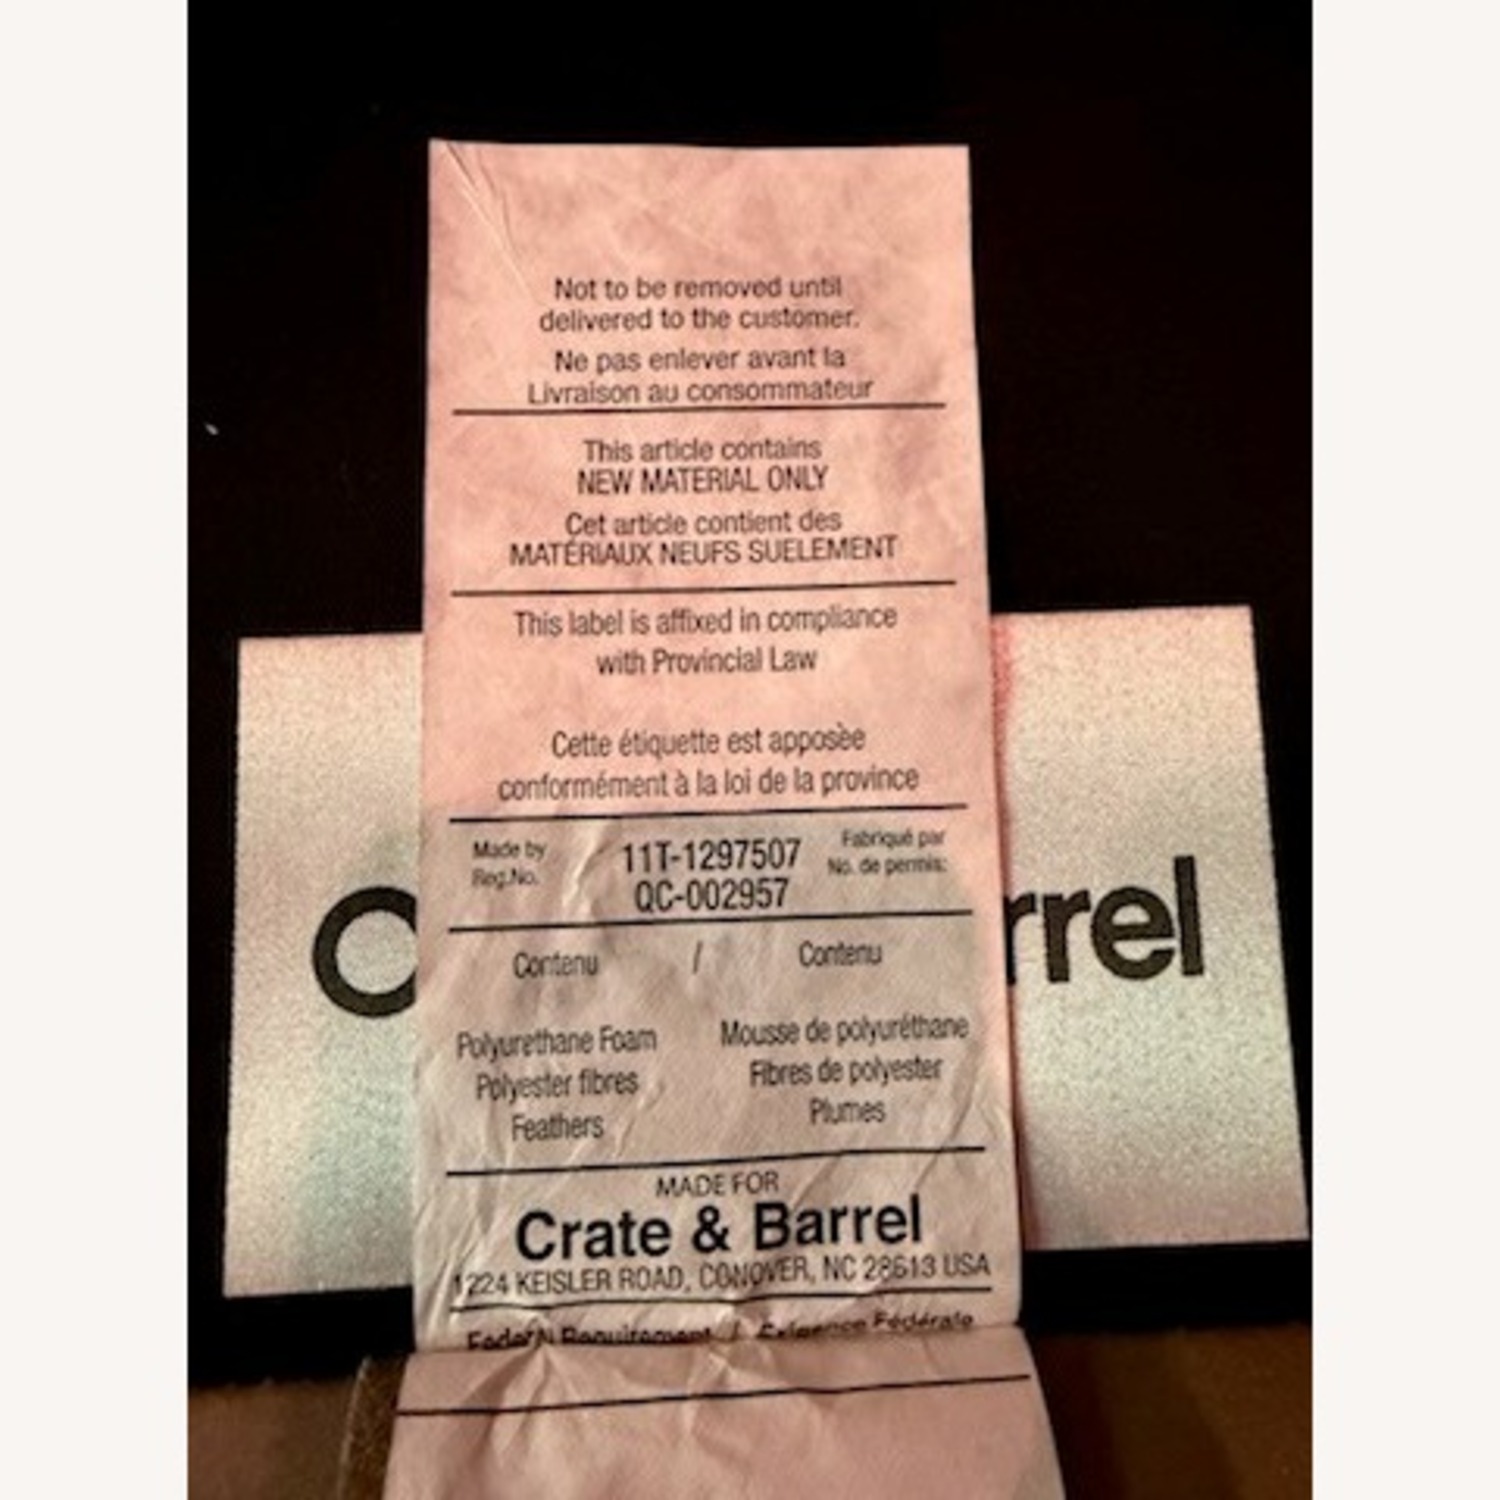 Not to be removed until
delivered to the customer.
Ne pas enlever avant la
Livraison au consommateur
This article contains
NEW MATERIAL ONLY
Cet article contient des
MATÉRIAUX NEUFS SUELEMENT
This label is affixed in compliance
with Provincial Law
Cette étiquette est apposèe
conformément à la loi de la province
Made by
Reg.No.
11T-1297507
QC-002957
Fabriqué par
No. de permis:
Contenu / Contenu
Polyurethane Foam Mousse de polyuréthane
Polyester fibres Fibres de polyester
Feathers Plumes
MADE FOR
Crate & Barrel
1224 KEISLER ROAD, CONOVER, NC 28613 USA
Federal Requirement / Exigence Fédérale
C rrel